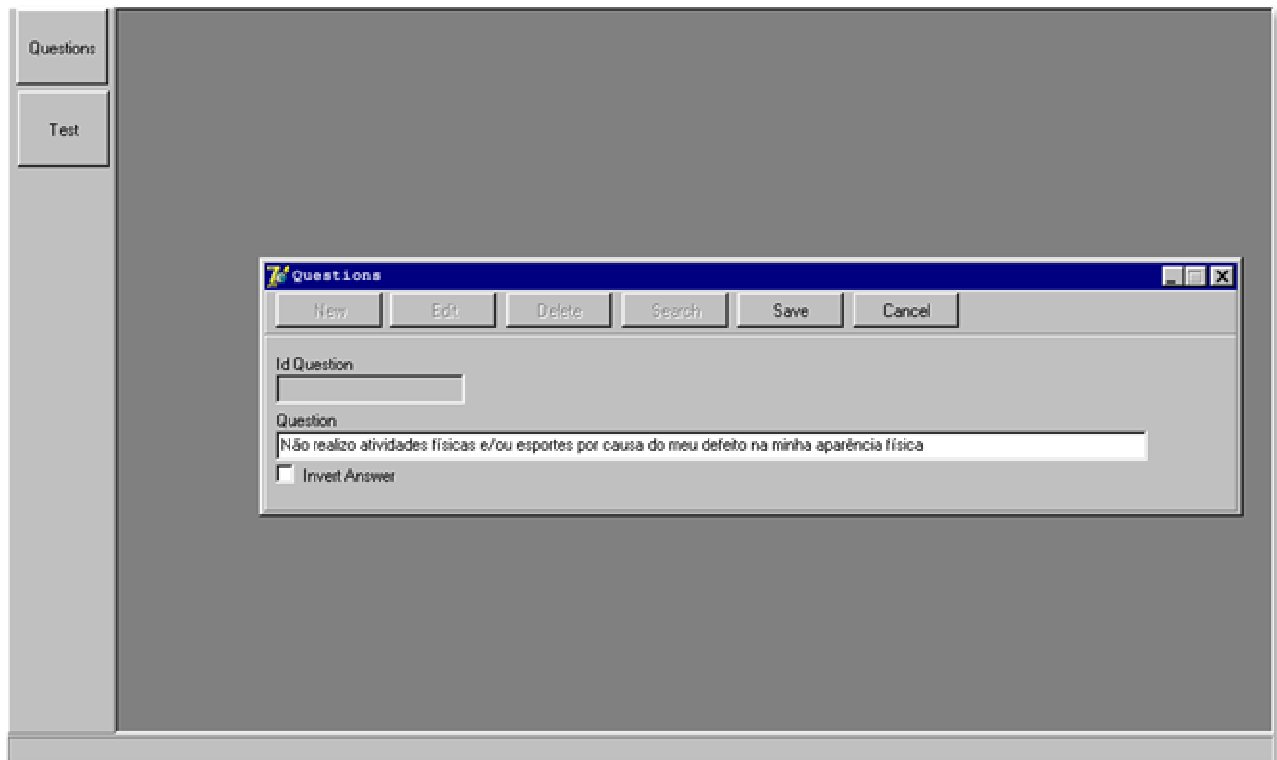 Questions
Test
Questions
New Edit Delete Search Save Cancel
Id Question
Question
Não realizo atividades físicas e/ou esportes por causa do meu defeito na minha aparência física
Invert Answer